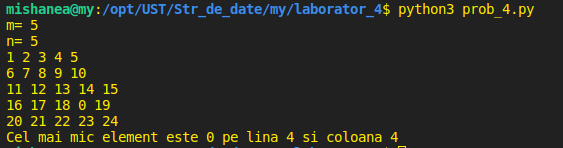 mishanea@my:/opt/UST/Str_de_date/my/laborator_4$ python3 prob_4.py
m= 5
n= 5
1 2 3 4 5
6 7 8 9 10
11 12 13 14 15
16 17 18 0 19
20 21 22 23 24
Cel mai mic element este 0 pe lina 4 si coloana 4